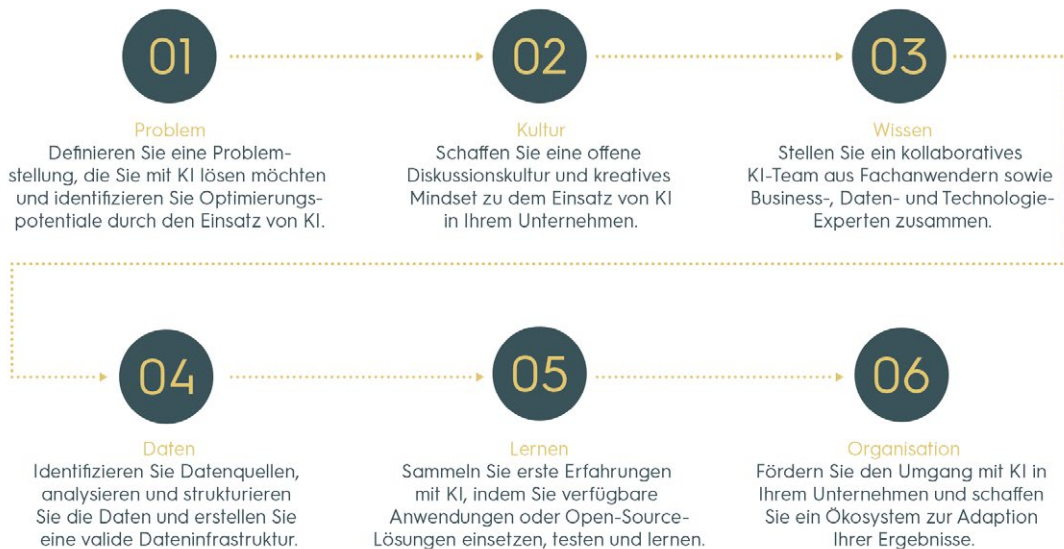 01
Problem
Definieren Sie eine Problem-
stellung, die Sie mit KI lösen möchten
und identifizieren Sie Optimierungs-
potentiale durch den Einsatz von KI.
02
Kultur
Schaffen Sie eine offene
Diskussionskultur und kreatives
Mindset zu dem Einsatz von KI
in Ihrem Unternehmen.
03
Wissen
Stellen Sie ein kollaboratives
KI-Team aus Fachanwendern sowie
Business-, Daten- und Technologie-
Experten zusammen.
04
Daten
Identifizieren Sie Datenquellen,
analysieren und strukturieren
Sie die Daten und erstellen Sie
eine valide Dateninfrastruktur.
05
Lernen
Sammeln Sie erste Erfahrungen
mit KI, indem Sie verfügbare
Anwendungen oder Open-Source-
Lösungen einsetzen, testen und lernen.
06
Organisation
Fördern Sie den Umgang mit KI in
Ihrem Unternehmen und schaffen
Sie ein Ökosystem zur Adaption
Ihrer Ergebnisse.